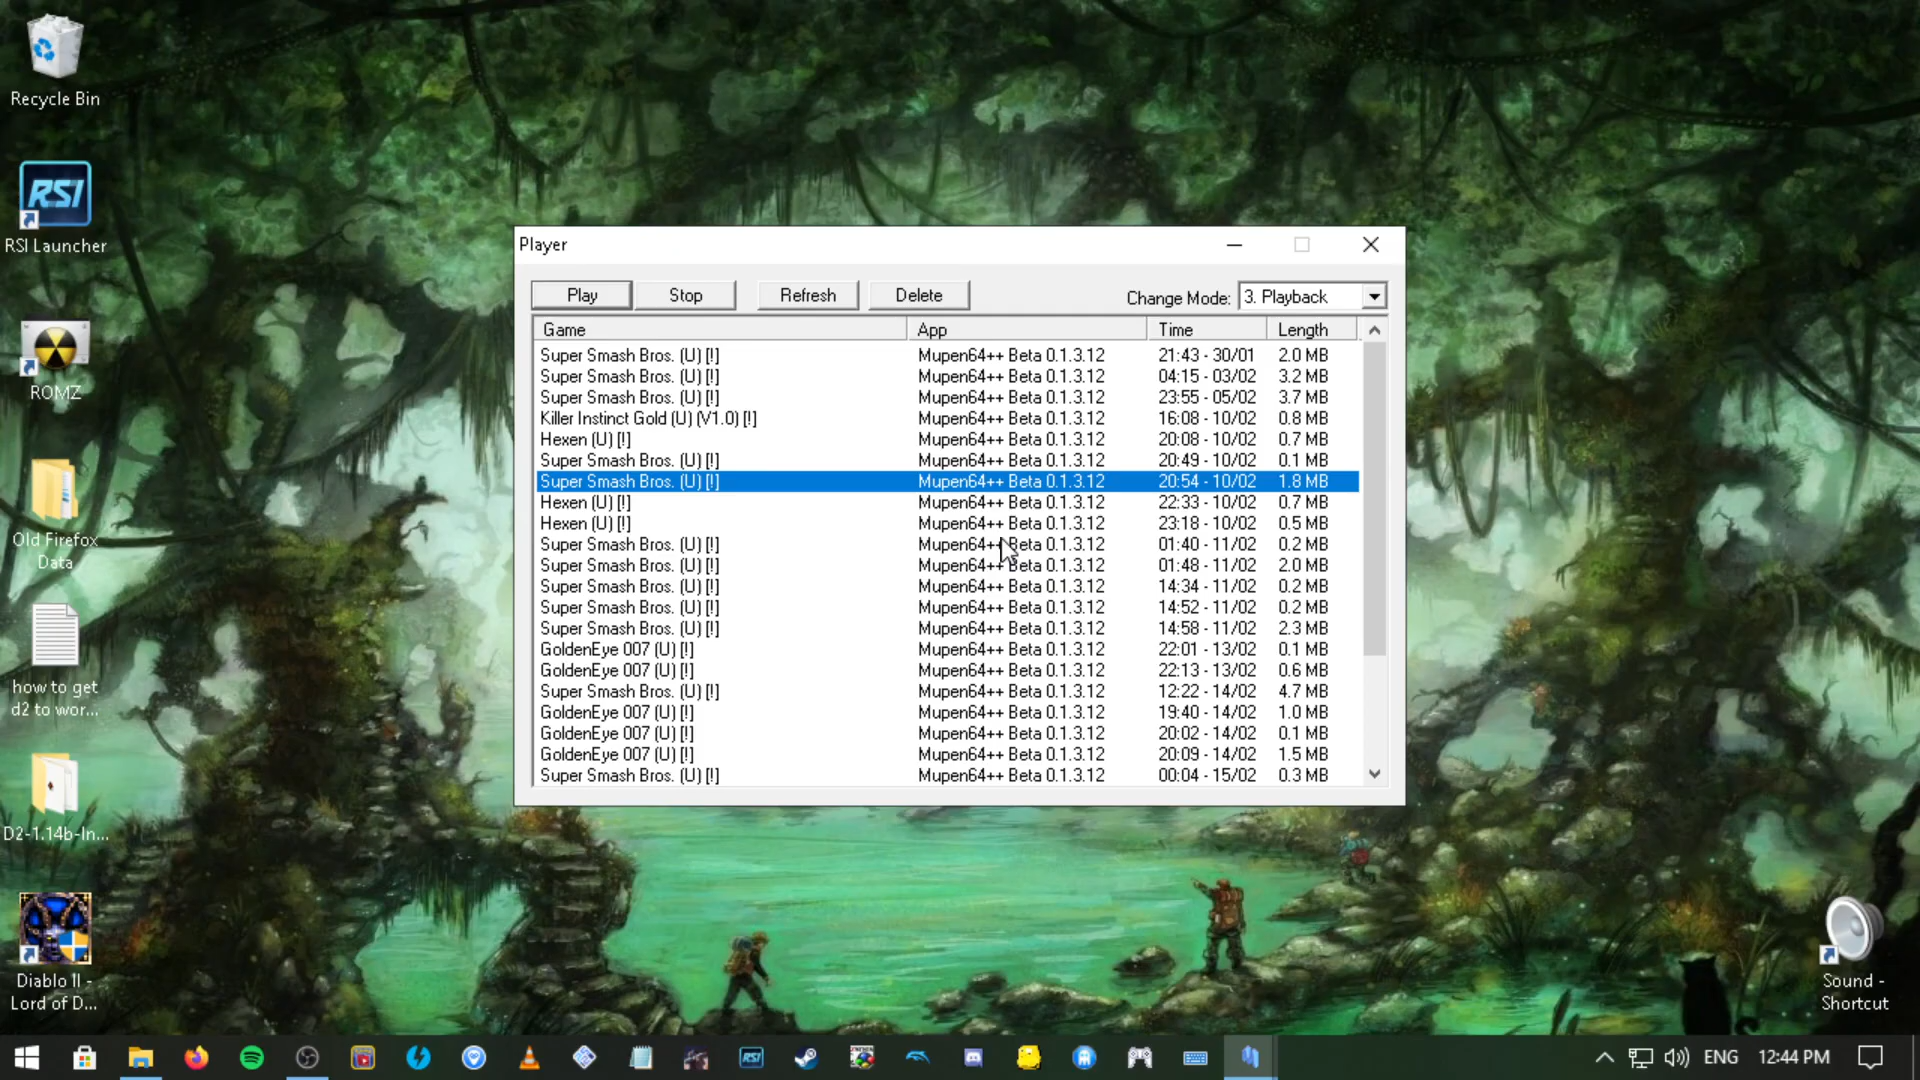 Recycle Bin
RSI
RSI Launcher
ROMZ
Old Firefox
Data
how to get
d2 to wor...
D2-1.14b-In...
Diablo II -
Lord of D...
Player
Play Stop Refresh Delete Change Mode: 3. Playback
Game App Time Length
Super Smash Bros. (U) [!] Mupen64++ Beta 0.1.3.12 21:43 - 30/01 2.0 MB
Super Smash Bros. (U) [!] Mupen64++ Beta 0.1.3.12 04:15 - 03/02 3.2 MB
Super Smash Bros. (U) [!] Mupen64++ Beta 0.1.3.12 23:55 - 05/02 3.7 MB
Killer Instinct Gold (U) (V1.0) [!] Mupen64++ Beta 0.1.3.12 16:08 - 10/02 0.8 MB
Hexen (U) [!] Mupen64++ Beta 0.1.3.12 20:08 - 10/02 0.7 MB
Super Smash Bros. (U) [!] Mupen64++ Beta 0.1.3.12 20:49 - 10/02 0.1 MB
Super Smash Bros. (U) [!] Mupen64++ Beta 0.1.3.12 20:54 - 10/02 1.8 MB
Hexen (U) [!] Mupen64++ Beta 0.1.3.12 22:33 - 10/02 0.7 MB
Hexen (U) [!] Mupen64++ Beta 0.1.3.12 23:18 - 10/02 0.5 MB
Super Smash Bros. (U) [!] Mupen64++ Beta 0.1.3.12 01:40 - 11/02 0.2 MB
Super Smash Bros. (U) [!] Mupen64++ Beta 0.1.3.12 01:48 - 11/02 2.0 MB
Super Smash Bros. (U) [!] Mupen64++ Beta 0.1.3.12 14:34 - 11/02 0.2 MB
Super Smash Bros. (U) [!] Mupen64++ Beta 0.1.3.12 14:52 - 11/02 0.2 MB
Super Smash Bros. (U) [!] Mupen64++ Beta 0.1.3.12 14:58 - 11/02 2.3 MB
GoldenEye 007 (U) [!] Mupen64++ Beta 0.1.3.12 22:01 - 13/02 0.1 MB
GoldenEye 007 (U) [!] Mupen64++ Beta 0.1.3.12 22:13 - 13/02 0.6 MB
Super Smash Bros. (U) [!] Mupen64++ Beta 0.1.3.12 12:22 - 14/02 4.7 MB
GoldenEye 007 (U) [!] Mupen64++ Beta 0.1.3.12 19:40 - 14/02 1.0 MB
GoldenEye 007 (U) [!] Mupen64++ Beta 0.1.3.12 20:02 - 14/02 0.1 MB
GoldenEye 007 (U) [!] Mupen64++ Beta 0.1.3.12 20:09 - 14/02 1.5 MB
Super Smash Bros. (U) [!] Mupen64++ Beta 0.1.3.12 00:04 - 15/02 0.3 MB
Sound -
Shortcut
RSI
ENG 12:44 PM